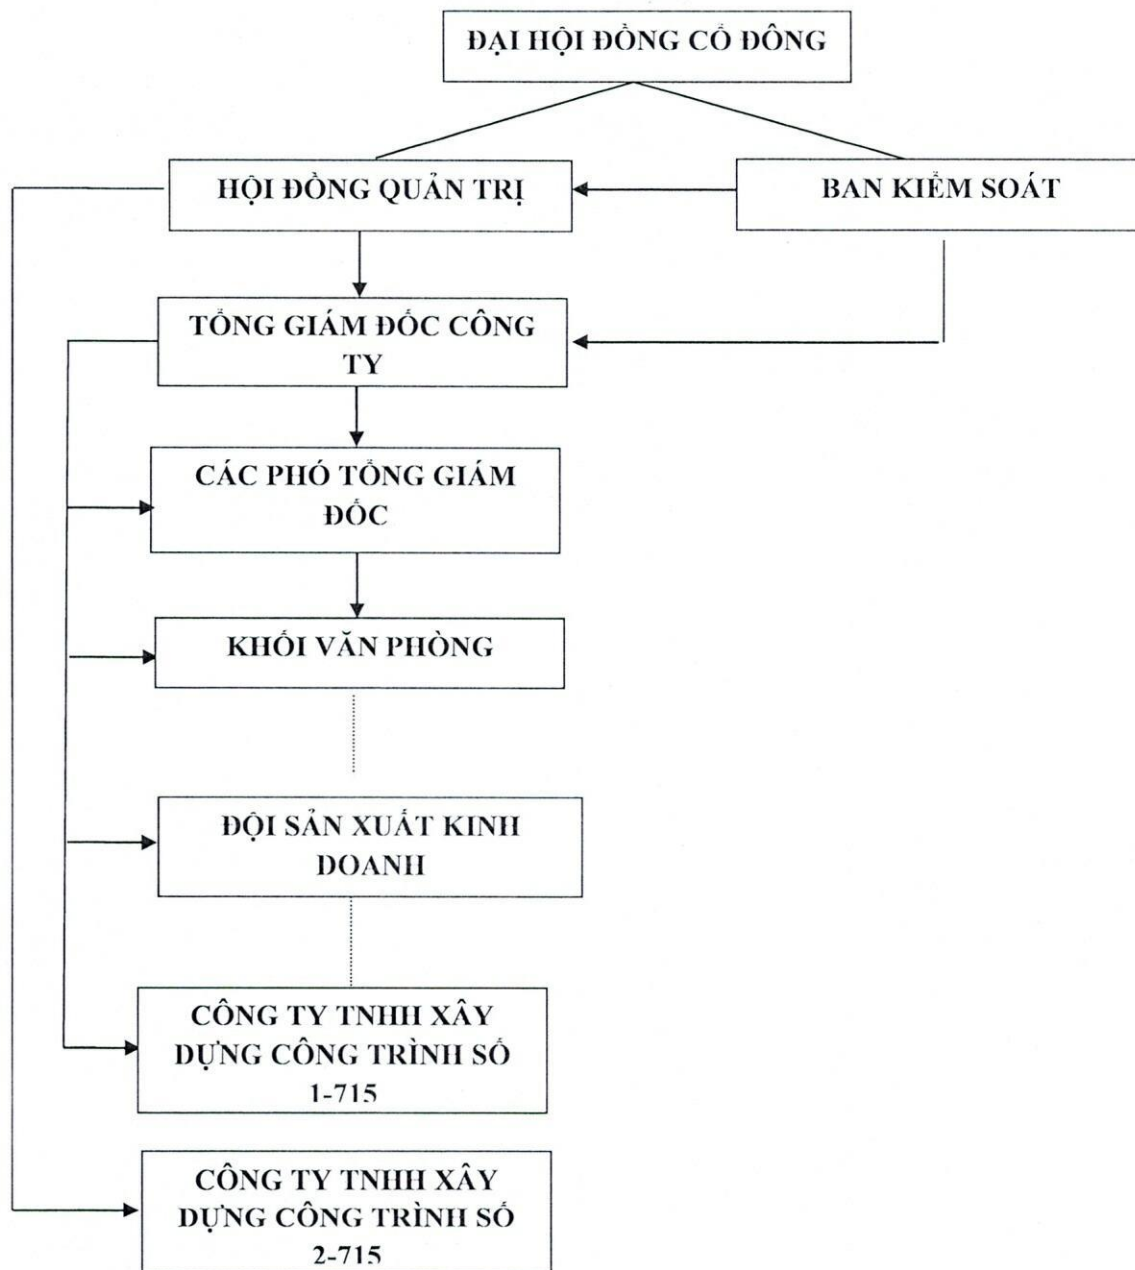 ĐẠI HỘI ĐỒNG CỔ ĐÔNG
HỘI ĐỒNG QUẢN TRỊ
BAN KIỂM SOÁT
TỔNG GIÁM ĐỐC CÔNG
TY
CÁC PHÓ TỔNG GIÁM
ĐỐC
KHỐI VĂN PHÒNG
ĐỘI SẢN XUẤT KINH
DOANH
CÔNG TY TNHH XÂY
DỰNG CÔNG TRÌNH SỐ
1-715
CÔNG TY TNHH XÂY
DỰNG CÔNG TRÌNH SỐ
2-715